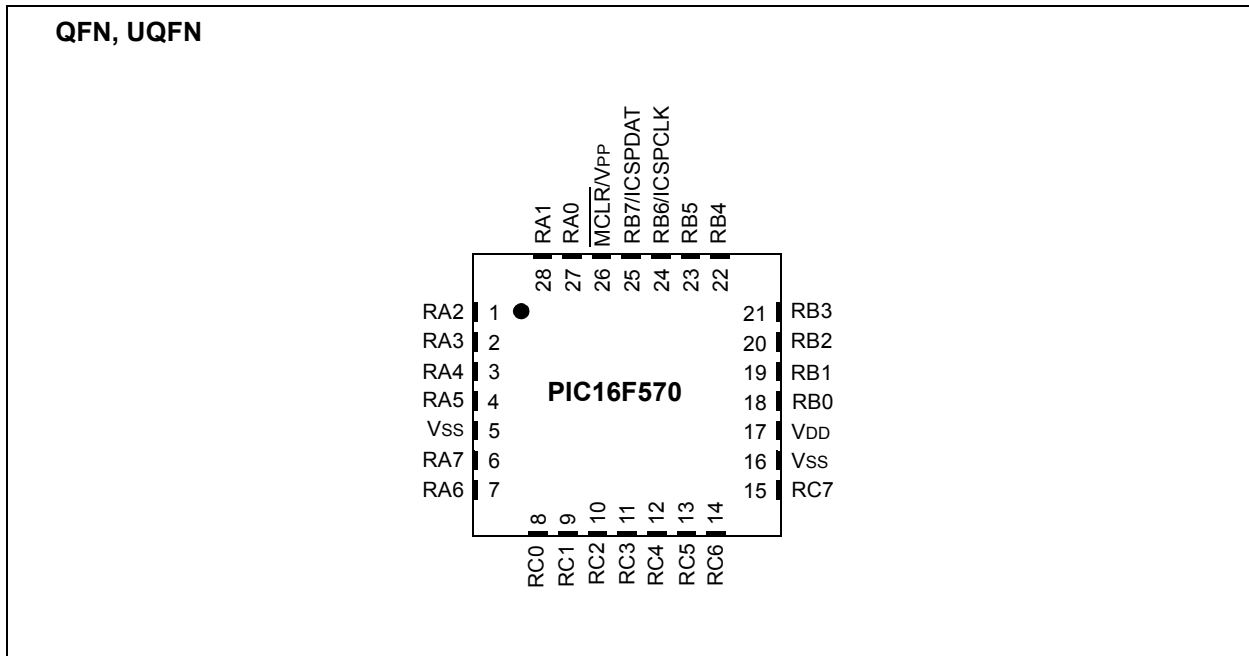 QFN, UQFN
RA1
RA0
MCLR/VPP
RB7/ICSPDAT
RB6/ICSPCLK
RB5
RB4
28
27
26
25
24
23
22
RA2 1
RA3 2
RA4 3
RA5 4
VSS 5
RA7 6
RA6 7
PIC16F570
21 RB3
20 RB2
19 RB1
18 RB0
17 VDD
16 VSS
15 RC7
8
9
10
11
12
13
14
RC0
RC1
RC2
RC3
RC4
RC5
RC6